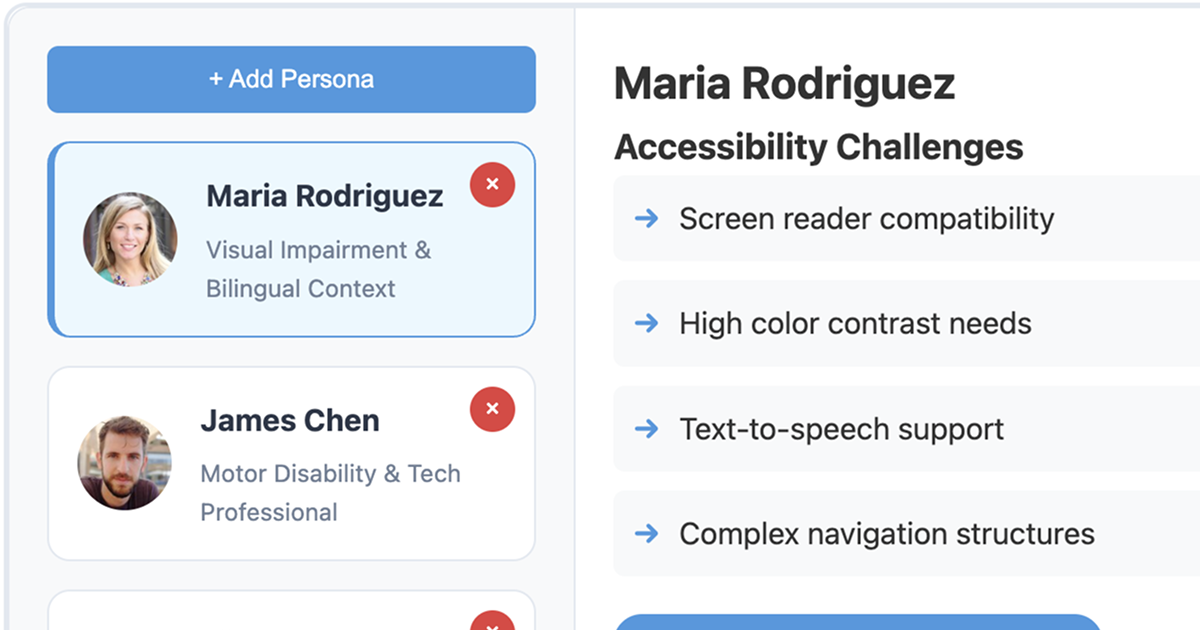 + Add Persona
Maria Rodriguez
Visual Impairment &
Bilingual Context
James Chen
Motor Disability & Tech
Professional
Maria Rodriguez
Accessibility Challenges
→ Screen reader compatibility
→ High color contrast needs
→ Text-to-speech support
→ Complex navigation structures